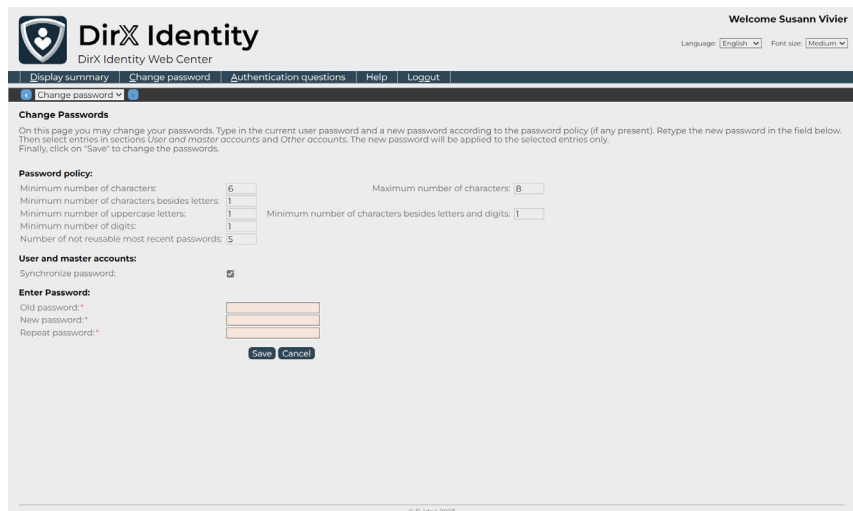 Welcome Susann Vivier
DirX Identity
DirX Identity Web Center
Language: English Font size: Medium
Display summary Change password Authentication questions Help Logout
Change password
Change Passwords
On this page you may change your passwords. Type in the current user password and a new password according to the password policy (if any present). Retype the new password in the field below.
Then select entries in sections User and master accounts and Other accounts. The new password will be applied to the selected entries only.
Finally, click on "Save" to change the passwords.
Password policy:
Minimum number of characters: 6 Maximum number of characters: 8
Minimum number of characters besides letters: 1
Minimum number of uppercase letters: 1 Minimum number of characters besides letters and digits: 1
Minimum number of digits: 1
Number of not reusable most recent passwords: 5
User and master accounts:
Synchronize password:
Enter Password:
Old password:*
New password:*
Repeat password:*
Save Cancel